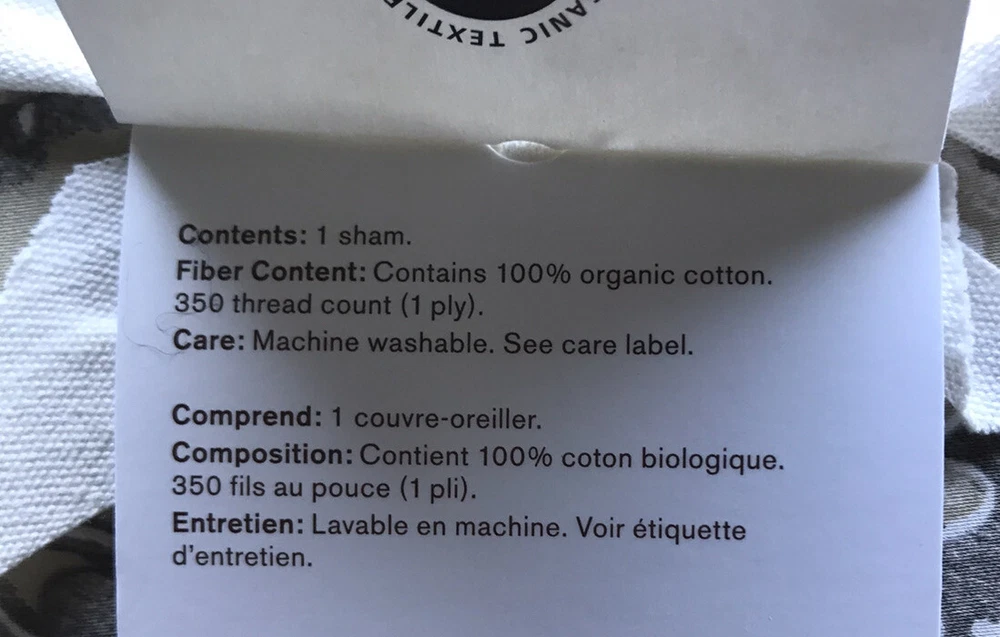 ANIC TEXTILE
Contents: 1 sham.
Fiber Content: Contains 100% organic cotton.
350 thread count (1 ply).
Care: Machine washable. See care label.
Comprend: 1 couvre-oreiller.
Composition: Contient 100% coton biologique.
350 fils au pouce (1 pli).
Entretien: Lavable en machine. Voir étiquette
d'entretien.